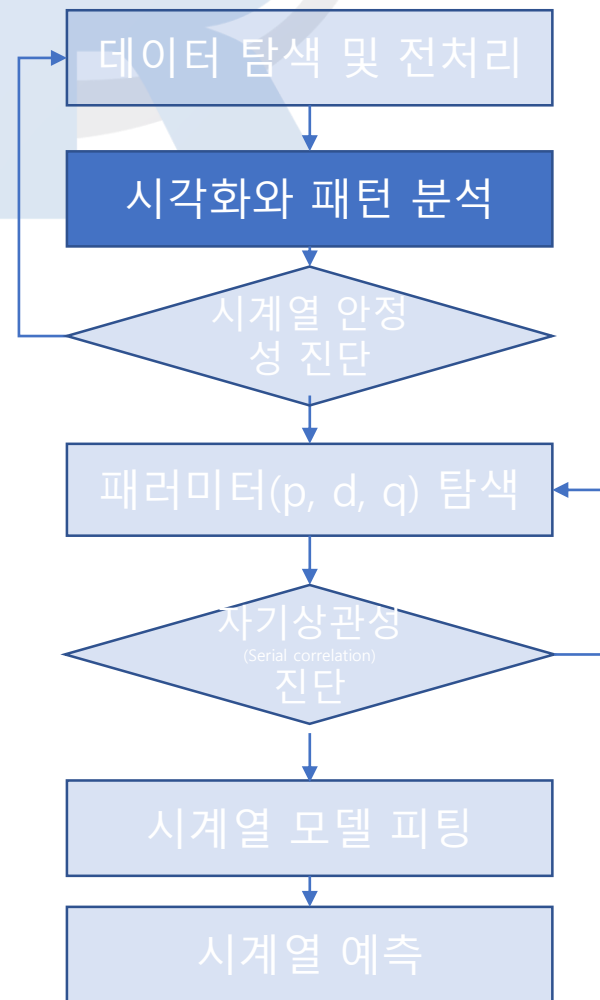 데이터 탐색 및 전처리
시각화와 패턴 분석
시계열 안정
성 진단
패러미터(p, d, q) 탐색
자기상관성
(Serial correlation)
진단
시계열 모델 피팅
시계열 예측